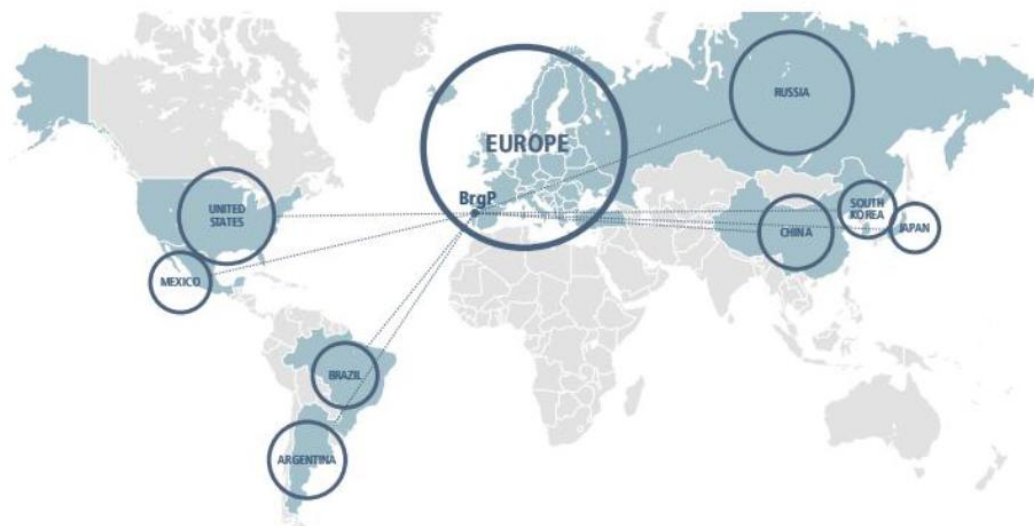 RUSSIA
EUROPE
BrgP
UNITED
STATES
SOUTH
KOREA
JAPAN
CHINA
MEXICO
BRAZIL
ARGENTINA